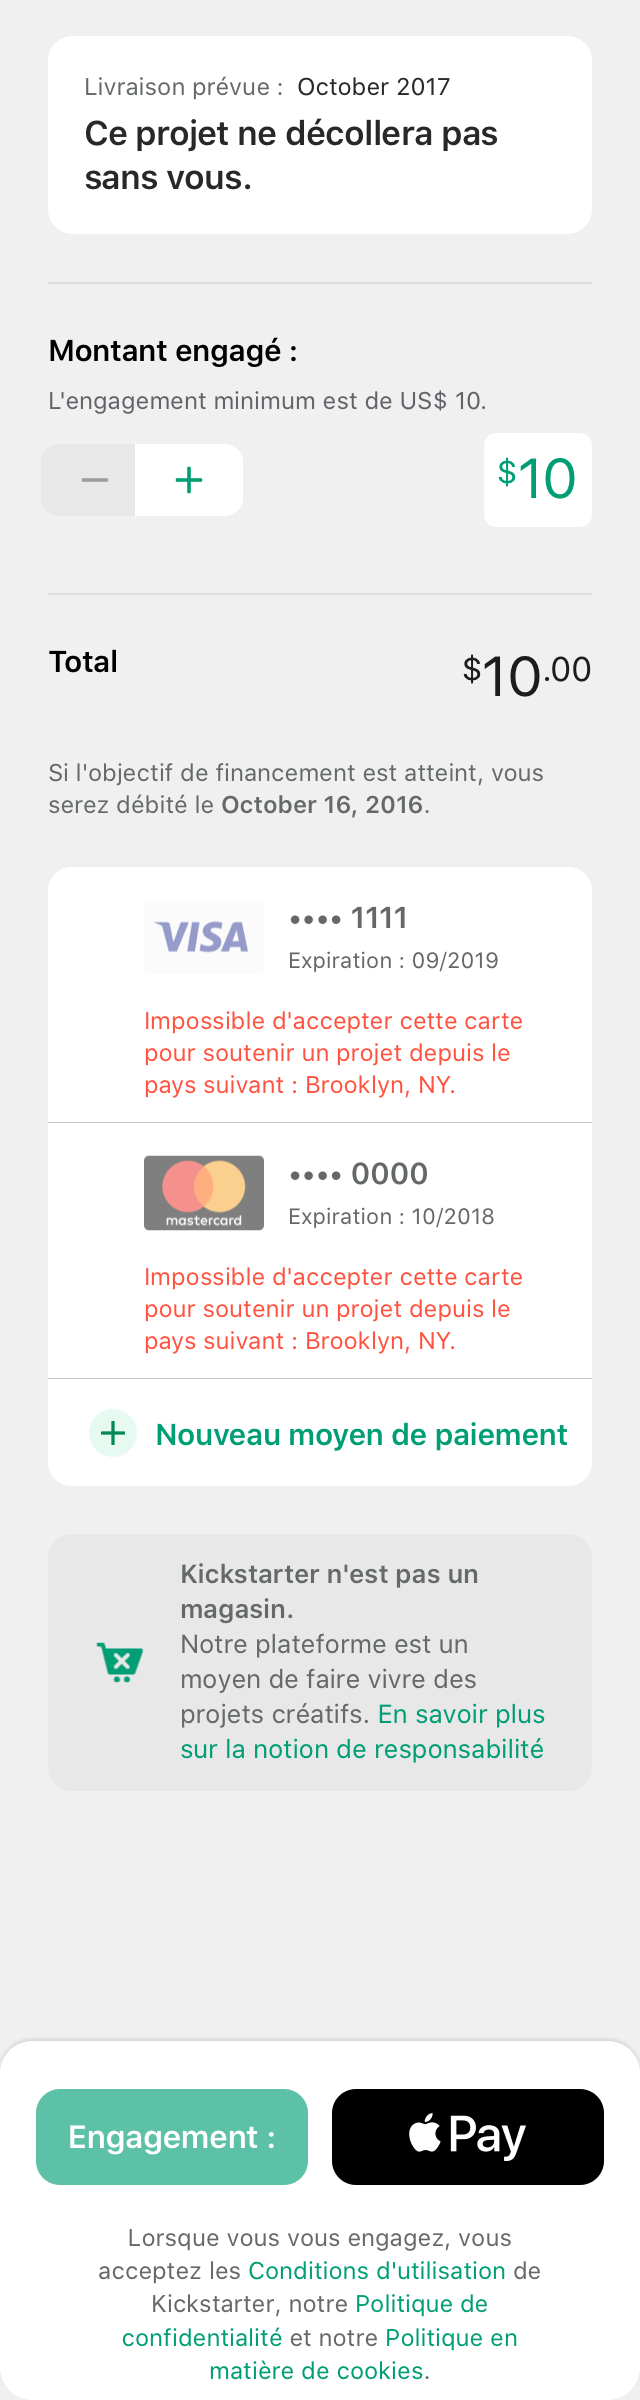 Livraison prévue : October 2017
Ce projet ne décollera pas
sans vous.
Montant engagé :
L'engagement minimum est de US$ 10.
$10
Total
$10.00
Si l'objectif de financement est atteint, vous
serez débité le October 16, 2016.
VISA
•••• 1111
Expiration : 09/2019
Impossible d'accepter cette carte
pour soutenir un projet depuis le
pays suivant : Brooklyn, NY.
mastercard
•••• 0000
Expiration : 10/2018
Impossible d'accepter cette carte
pour soutenir un projet depuis le
pays suivant : Brooklyn, NY.
Nouveau moyen de paiement
Kickstarter n'est pas un
magasin.
Notre plateforme est un
moyen de faire vivre des
projets créatifs. En savoir plus
sur la notion de responsabilité
Engagement :
Pay
Lorsque vous vous engagez, vous
acceptez les Conditions d'utilisation de
Kickstarter, notre Politique de
confidentialité et notre Politique en
matière de cookies.